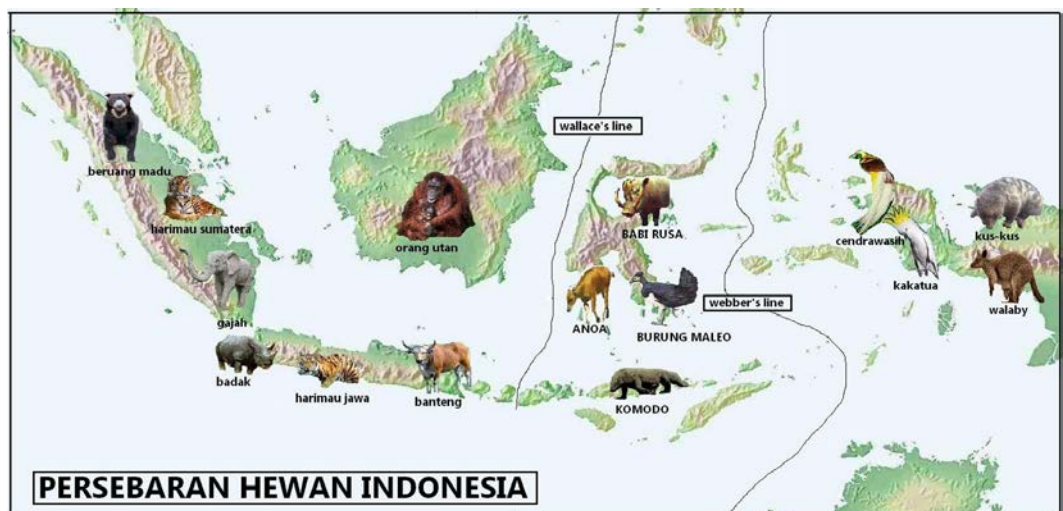 wallace's line
beruang madu
harimau sumatera
orang utan
BABI RUSA
cendrawasih
kus-kus
kakatua
webber's line
walaby
gajah
ANOA
BURUNG MALEO
badak
harimau jawa
banteng
KOMODO
PERSEBARAN HEWAN INDONESIA